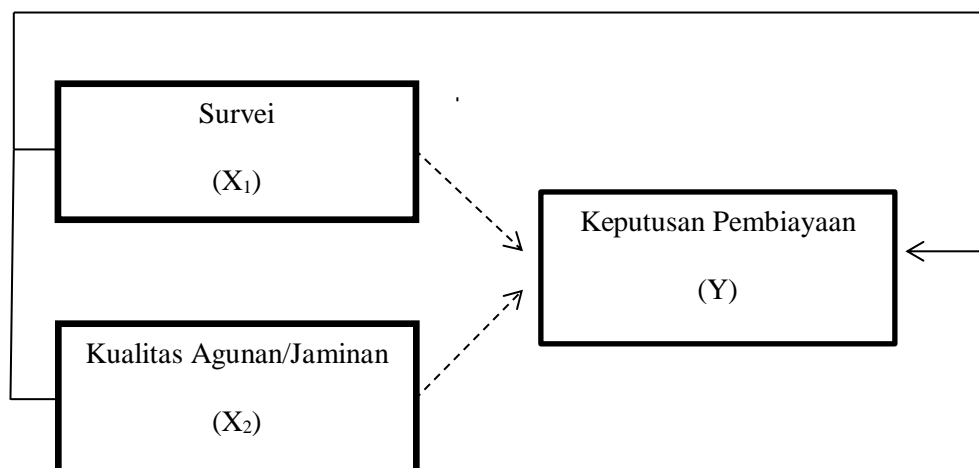 Survei
(X₁)
Keputusan Pembiayaan
(Y)
Kualitas Agunan/Jaminan
(X₂)